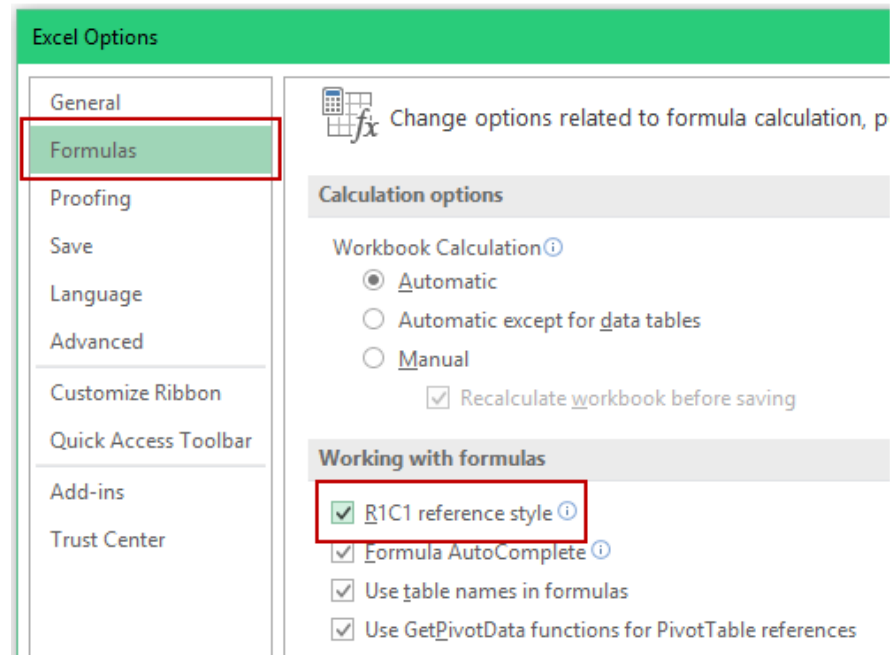 Excel Options
General
Formulas
Proofing
Save
Language
Advanced
Customize Ribbon
Quick Access Toolbar
Add-ins
Trust Center
fx Change options related to formula calculation, p
Calculation options
Workbook Calculation
Automatic
Automatic except for data tables
Manual
Recalculate workbook before saving
Working with formulas
R1C1 reference style
Formula AutoComplete
Use table names in formulas
Use GetPivotData functions for PivotTable references